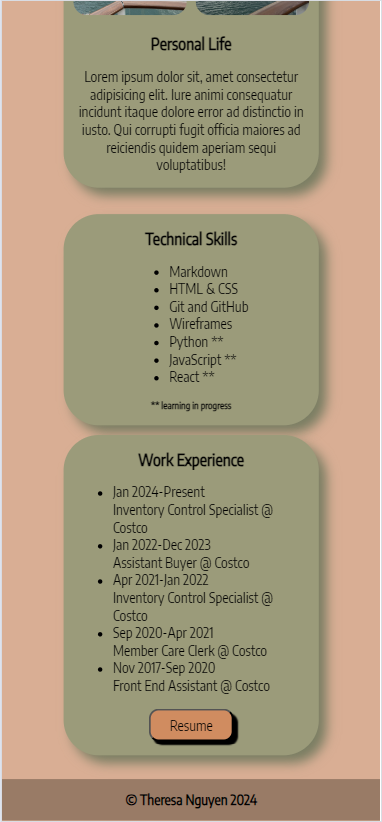 Personal Life
Lorem ipsum dolor sit, amet consectetur
adipisicing elit. Iure animi consequatur
incidunt itaque dolore error ad distinctio in
iusto. Qui corrupti fugit officia maiores ad
reiciendis quidem aperiam sequi
voluptatibus!
Technical Skills
• Markdown
• HTML & CSS
• Git and GitHub
• Wireframes
• Python **
• JavaScript **
• React **
** learning in progress
Work Experience
• Jan 2024-Present
Inventory Control Specialist @
Costco
• Jan 2022-Dec 2023
Assistant Buyer @ Costco
• Apr 2021-Jan 2022
Inventory Control Specialist @
Costco
• Sep 2020-Apr 2021
Member Care Clerk @ Costco
• Nov 2017-Sep 2020
Front End Assistant @ Costco
Resume
© Theresa Nguyen 2024